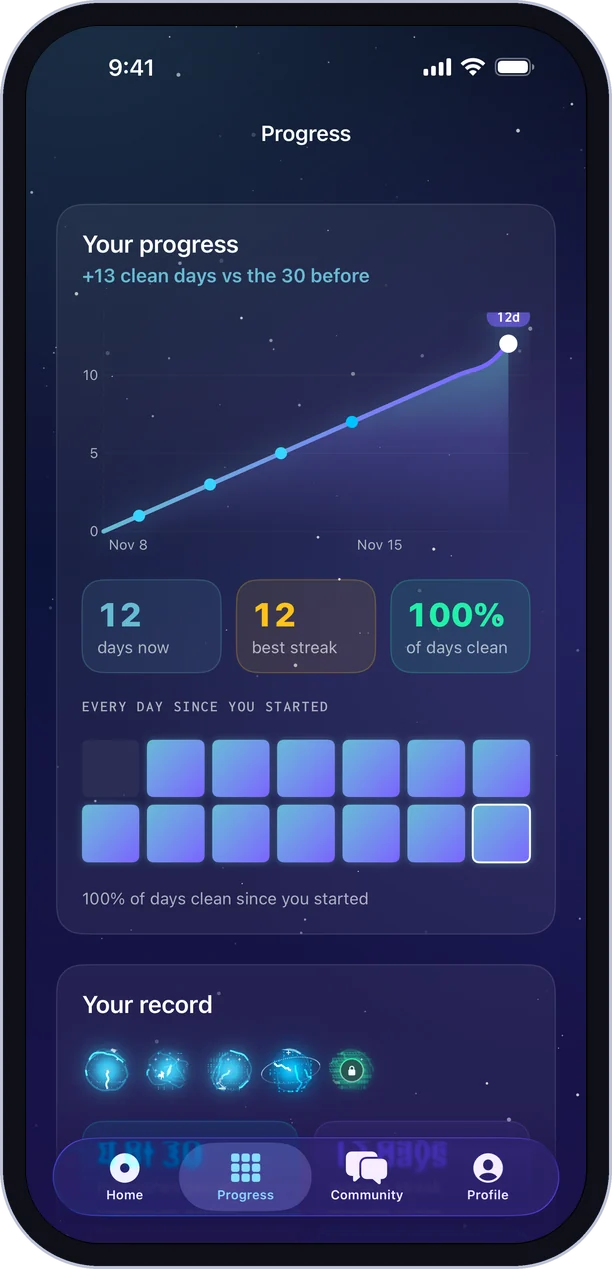 9:41
Progress
Your progress
+13 clean days vs the 30 before
12d
10
5
0
Nov 8
Nov 15
12
12
100%
days now
best streak
of days clean
EVERY DAY SINCE YOU STARTED
100% of days clean since you started
Your record
Home
Progress
Community
Profile